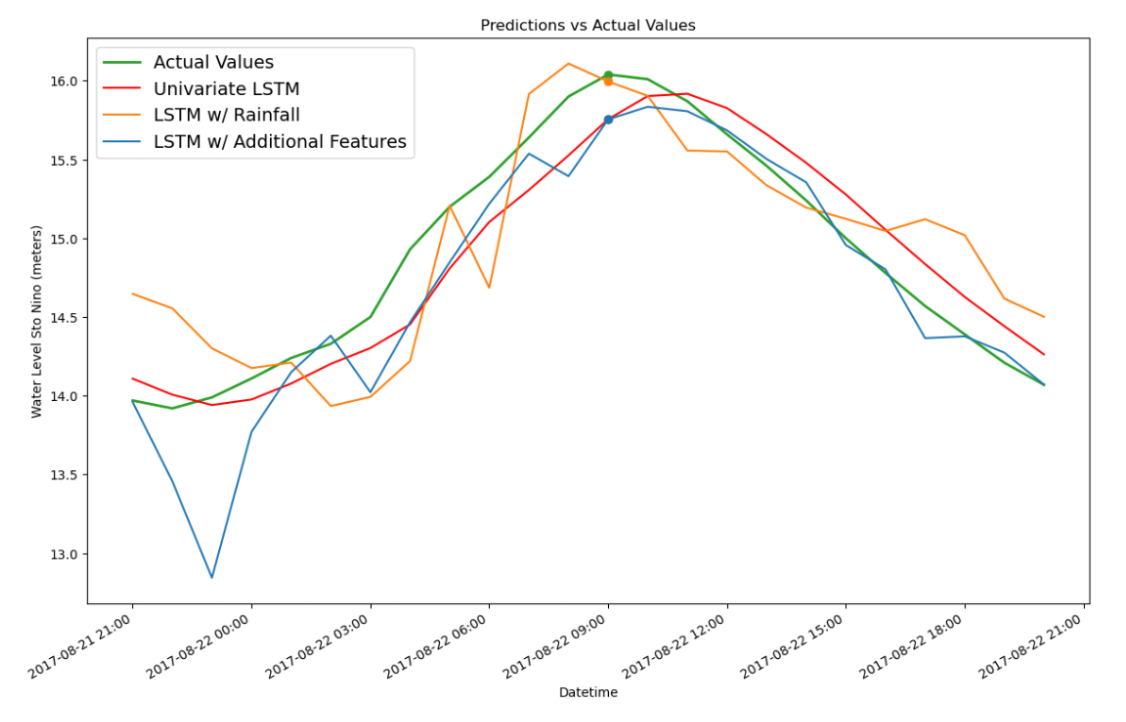 Predictions vs Actual Values
Actual Values
Univariate LSTM
LSTM w/ Rainfall
LSTM w/ Additional Features
Water Level Sto Nino (meters)
16.0
15.5
15.0
14.5
14.0
13.5
13.0
2017-08-21 21:00
2017-08-22 00:00
2017-08-22 03:00
2017-08-22 06:00
2017-08-22 09:00
2017-08-22 12:00
2017-08-22 15:00
2017-08-22 18:00
2017-08-22 21:00
Datetime